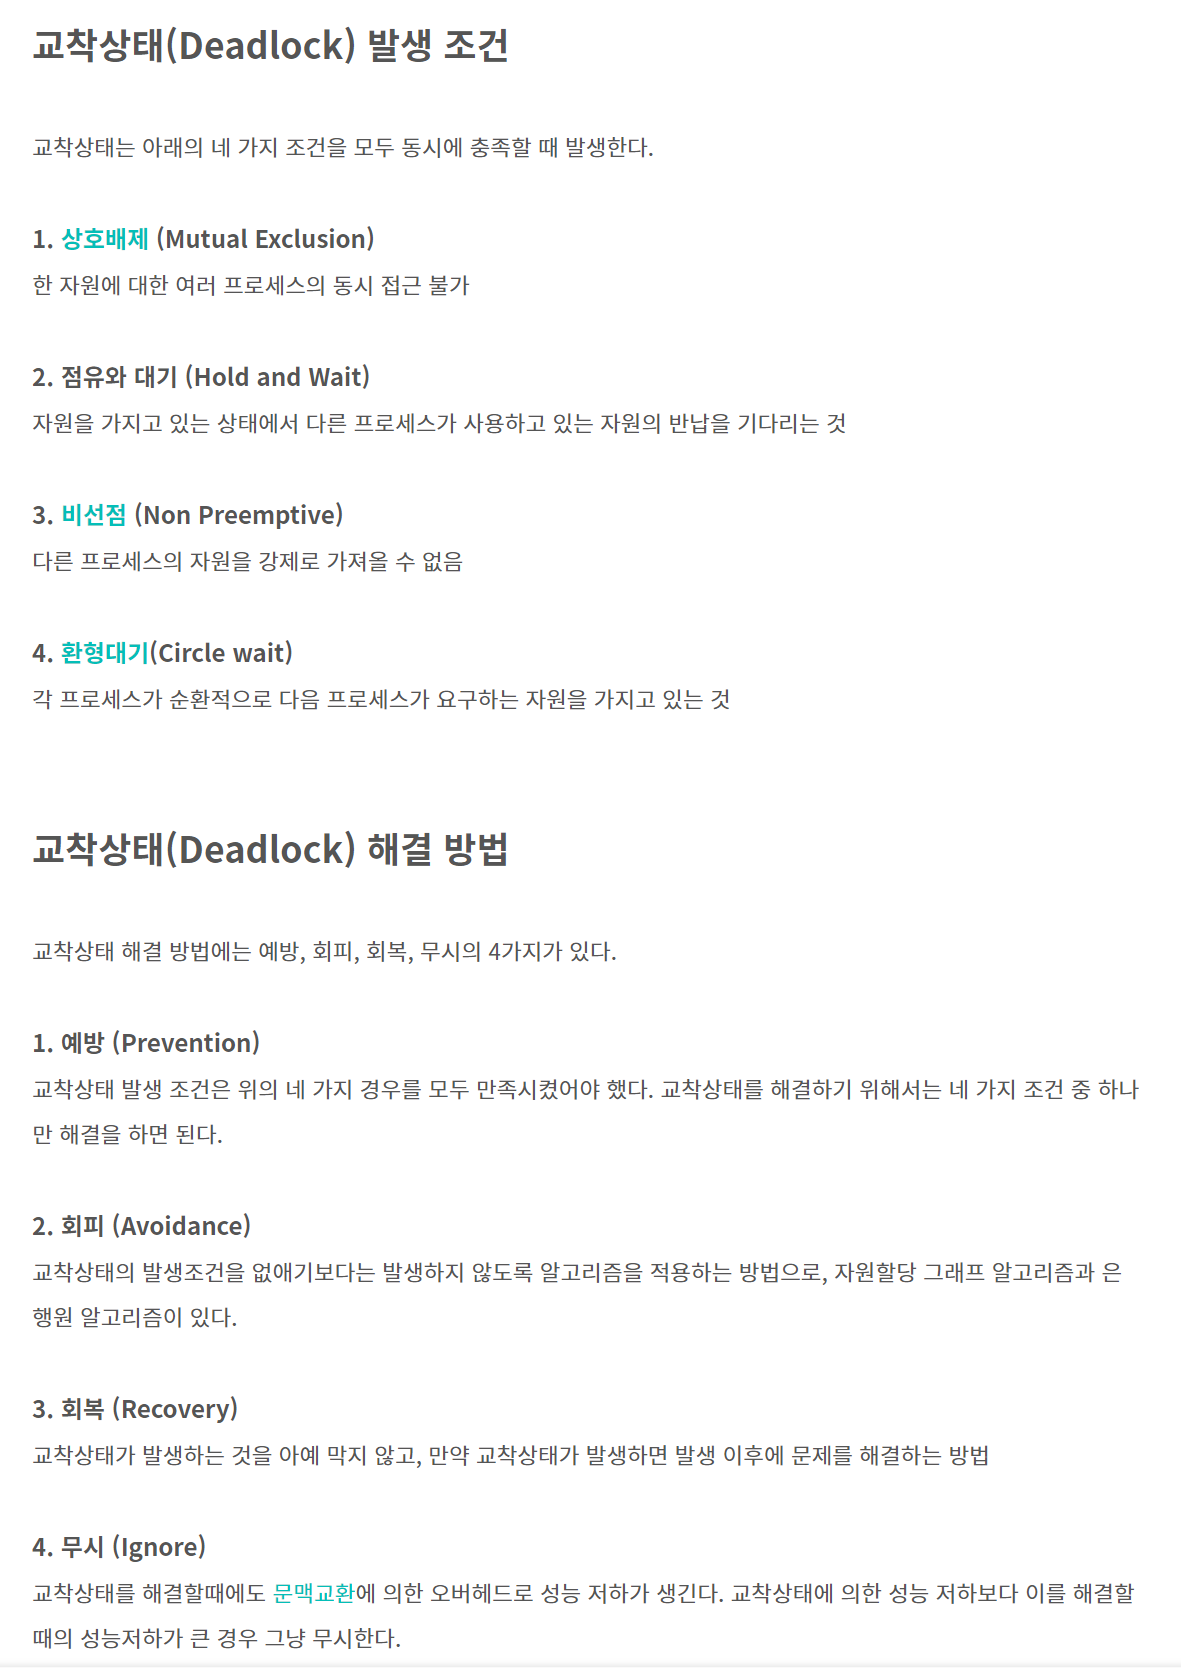 교착상태(Deadlock) 발생 조건
교착상태는 아래의 네 가지 조건을 모두 동시에 충족할 때 발생한다.
1. 상호배제 (Mutual Exclusion)
한 자원에 대한 여러 프로세스의 동시 접근 불가
2. 점유와 대기 (Hold and Wait)
자원을 가지고 있는 상태에서 다른 프로세스가 사용하고 있는 자원의 반납을 기다리는 것
3. 비선점 (Non Preemptive)
다른 프로세스의 자원을 강제로 가져올 수 없음
4. 환형대기(Circle wait)
각 프로세스가 순환적으로 다음 프로세스가 요구하는 자원을 가지고 있는 것
교착상태(Deadlock) 해결 방법
교착상태 해결 방법에는 예방, 회피, 회복, 무시의 4가지가 있다.
1. 예방 (Prevention)
교착상태 발생 조건은 위의 네 가지 경우를 모두 만족시켰어야 했다. 교착상태를 해결하기 위해서는 네 가지 조건 중 하나
만 해결을 하면 된다.
2. 회피 (Avoidance)
교착상태의 발생조건을 없애기보다는 발생하지 않도록 알고리즘을 적용하는 방법으로, 자원할당 그래프 알고리즘과 은
행원 알고리즘이 있다.
3. 회복 (Recovery)
교착상태가 발생하는 것을 아예 막지 않고, 만약 교착상태가 발생하면 발생 이후에 문제를 해결하는 방법
4. 무시 (Ignore)
교착상태를 해결할때에도 문맥교환에 의한 오버헤드로 성능 저하가 생긴다. 교착상태에 의한 성능 저하보다 이를 해결할
때의 성능저하가 큰 경우 그냥 무시한다.